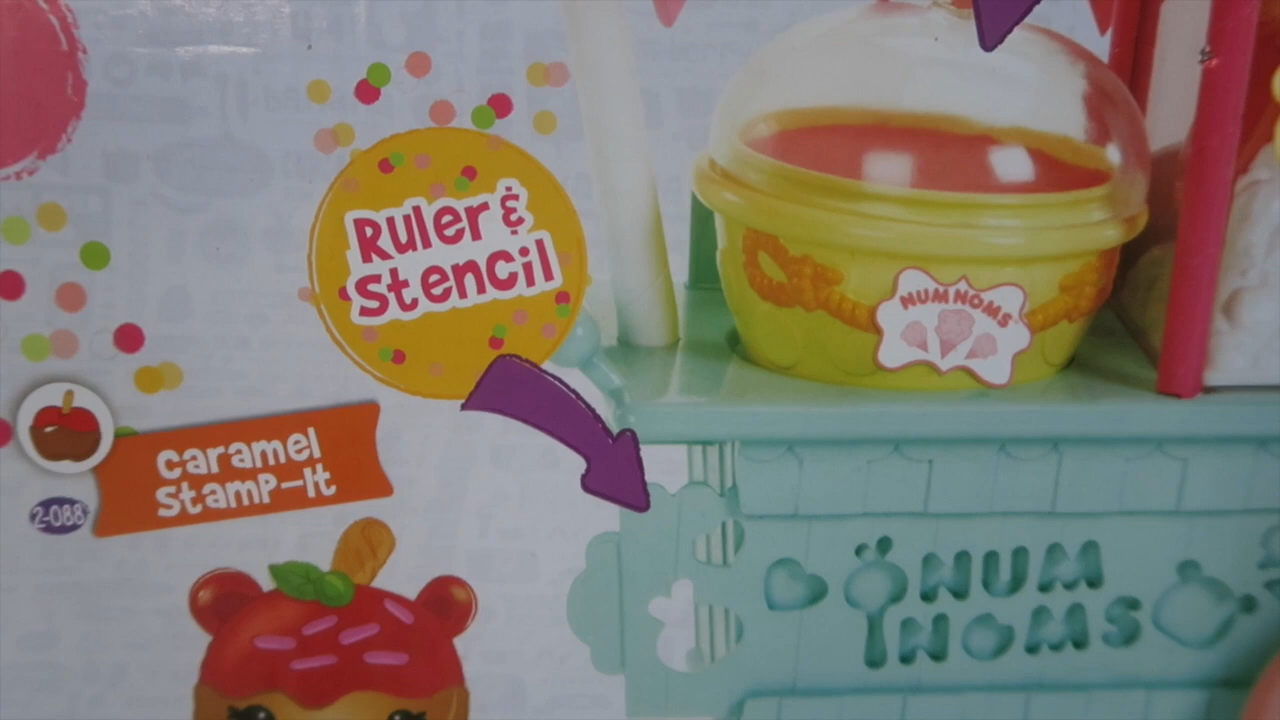 Ruler &
Stencil
NUM NOMS
caramel
Stamp-It
2-088
NUM
NOMS